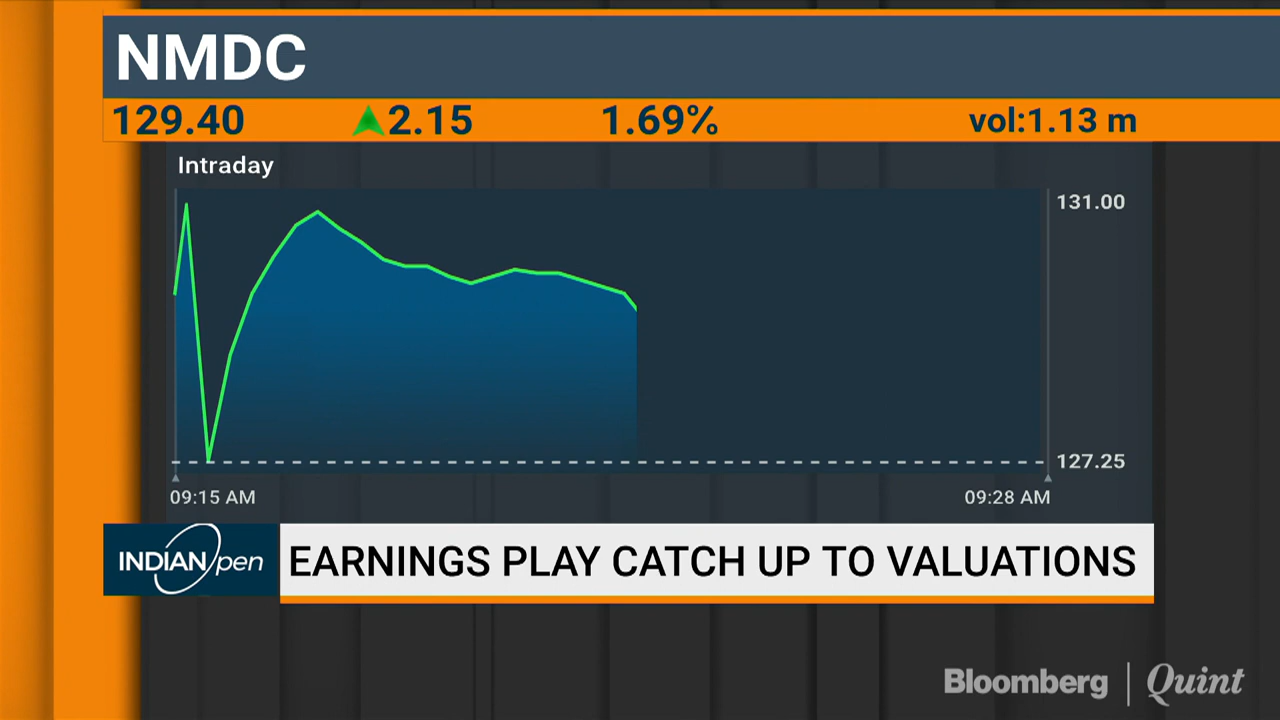 NMDC
129.40 2.15 1.69% vol:1.13 m
Intraday
131.00
127.25
09:15 AM 09:28 AM
INDIAN Open EARNINGS PLAY CATCH UP TO VALUATIONS
Bloomberg | Quint